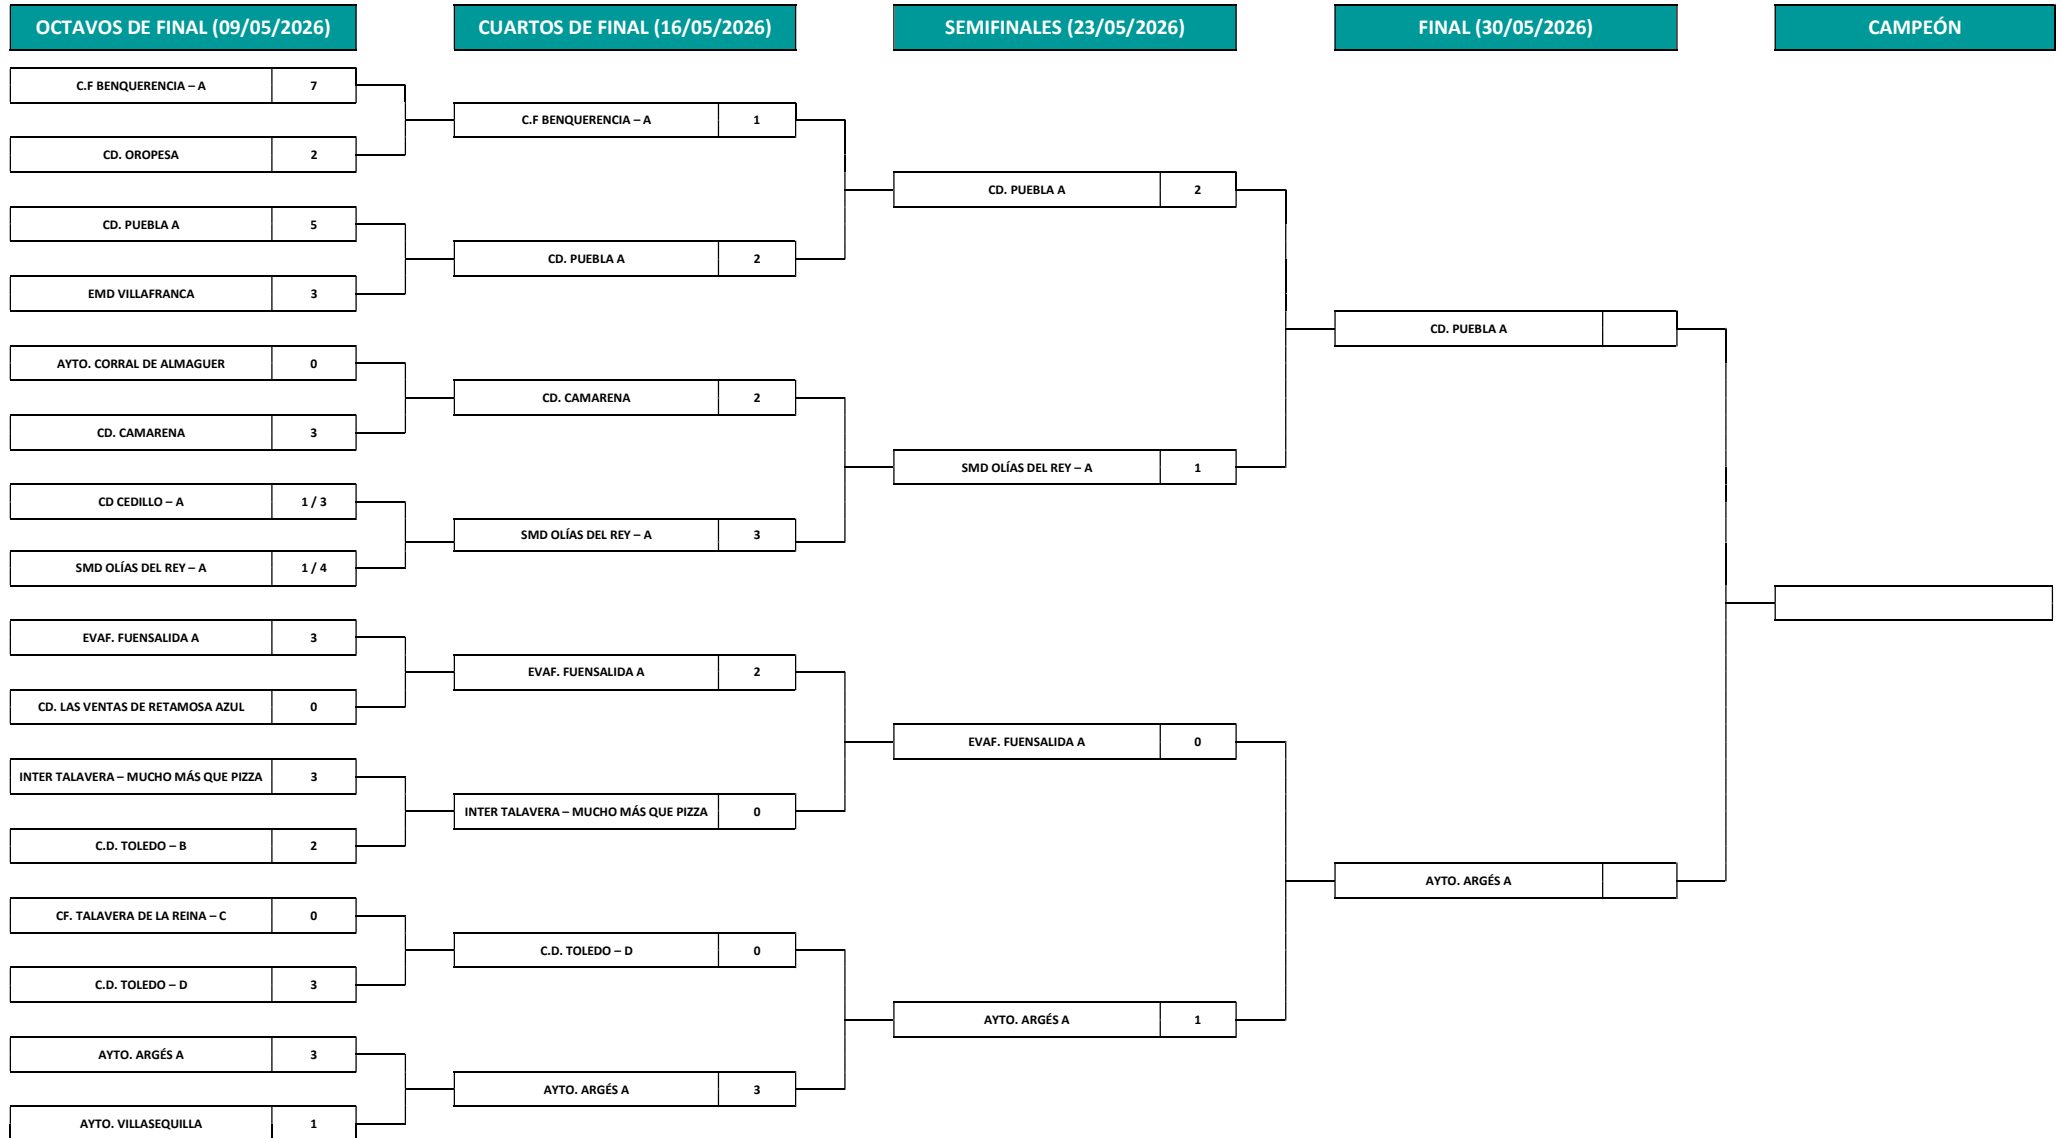 OCTAVOS DE FINAL (09/05/2026)
CUARTOS DE FINAL (16/05/2026)
SEMIFINALES (23/05/2026)
FINAL (30/05/2026)
CAMPEÓN
C.F BENQUERENCIA – A 7
CD. OROPESA 2
CD. PUEBLA A 5
EMD VILLAFRANCA 3
AYTO. CORRAL DE ALMAGUER 0
CD. CAMARENA 3
CD CEDILLO – A 1 / 3
SMD OLÍAS DEL REY – A 1 / 4
EVAF. FUENSALIDA A 3
CD. LAS VENTAS DE RETAMOSA AZUL 0
INTER TALAVERA – MUCHO MÁS QUE PIZZA 3
C.D. TOLEDO – B 2
CF. TALAVERA DE LA REINA – C 0
C.D. TOLEDO – D 3
AYTO. ARGÉS A 3
AYTO. VILLASEQUILLA 1
C.F BENQUERENCIA – A 1
CD. PUEBLA A 2
CD. CAMARENA 2
SMD OLÍAS DEL REY – A 3
EVAF. FUENSALIDA A 2
INTER TALAVERA – MUCHO MÁS QUE PIZZA 0
C.D. TOLEDO – D 0
AYTO. ARGÉS A 3
CD. PUEBLA A 2
SMD OLÍAS DEL REY – A 1
EVAF. FUENSALIDA A 0
AYTO. ARGÉS A 1
CD. PUEBLA A
AYTO. ARGÉS A